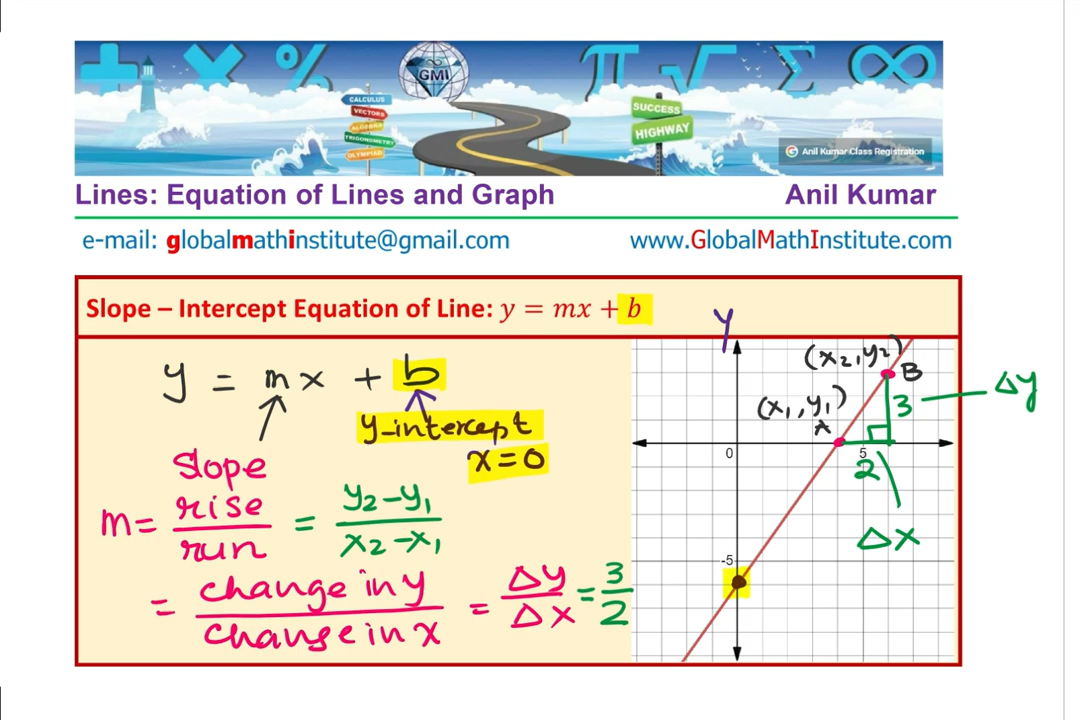 + × % GMI π √ Σ ∞
CALCULUS
VECTORS
ALGEBRA
TRIGONOMETRY
OLYMPIAD
SUCCESS
HIGHWAY
G Anil Kumar Class Registration
Lines: Equation of Lines and Graph Anil Kumar
e-mail: globalmathinstitute@gmail.com www.GlobalMathInstitute.com
Slope – Intercept Equation of Line: y = mx + b
y = mx + b
y-intercept
x=0
Slope
m = rise/run = y₂-y₁/x₂-x₁
= change in y/change in x = Δy/Δx = 3/2
Y
(x₂,y₂)
B
(x₁,y₁)
A
3 Δy
0 5
2
Δx
-5